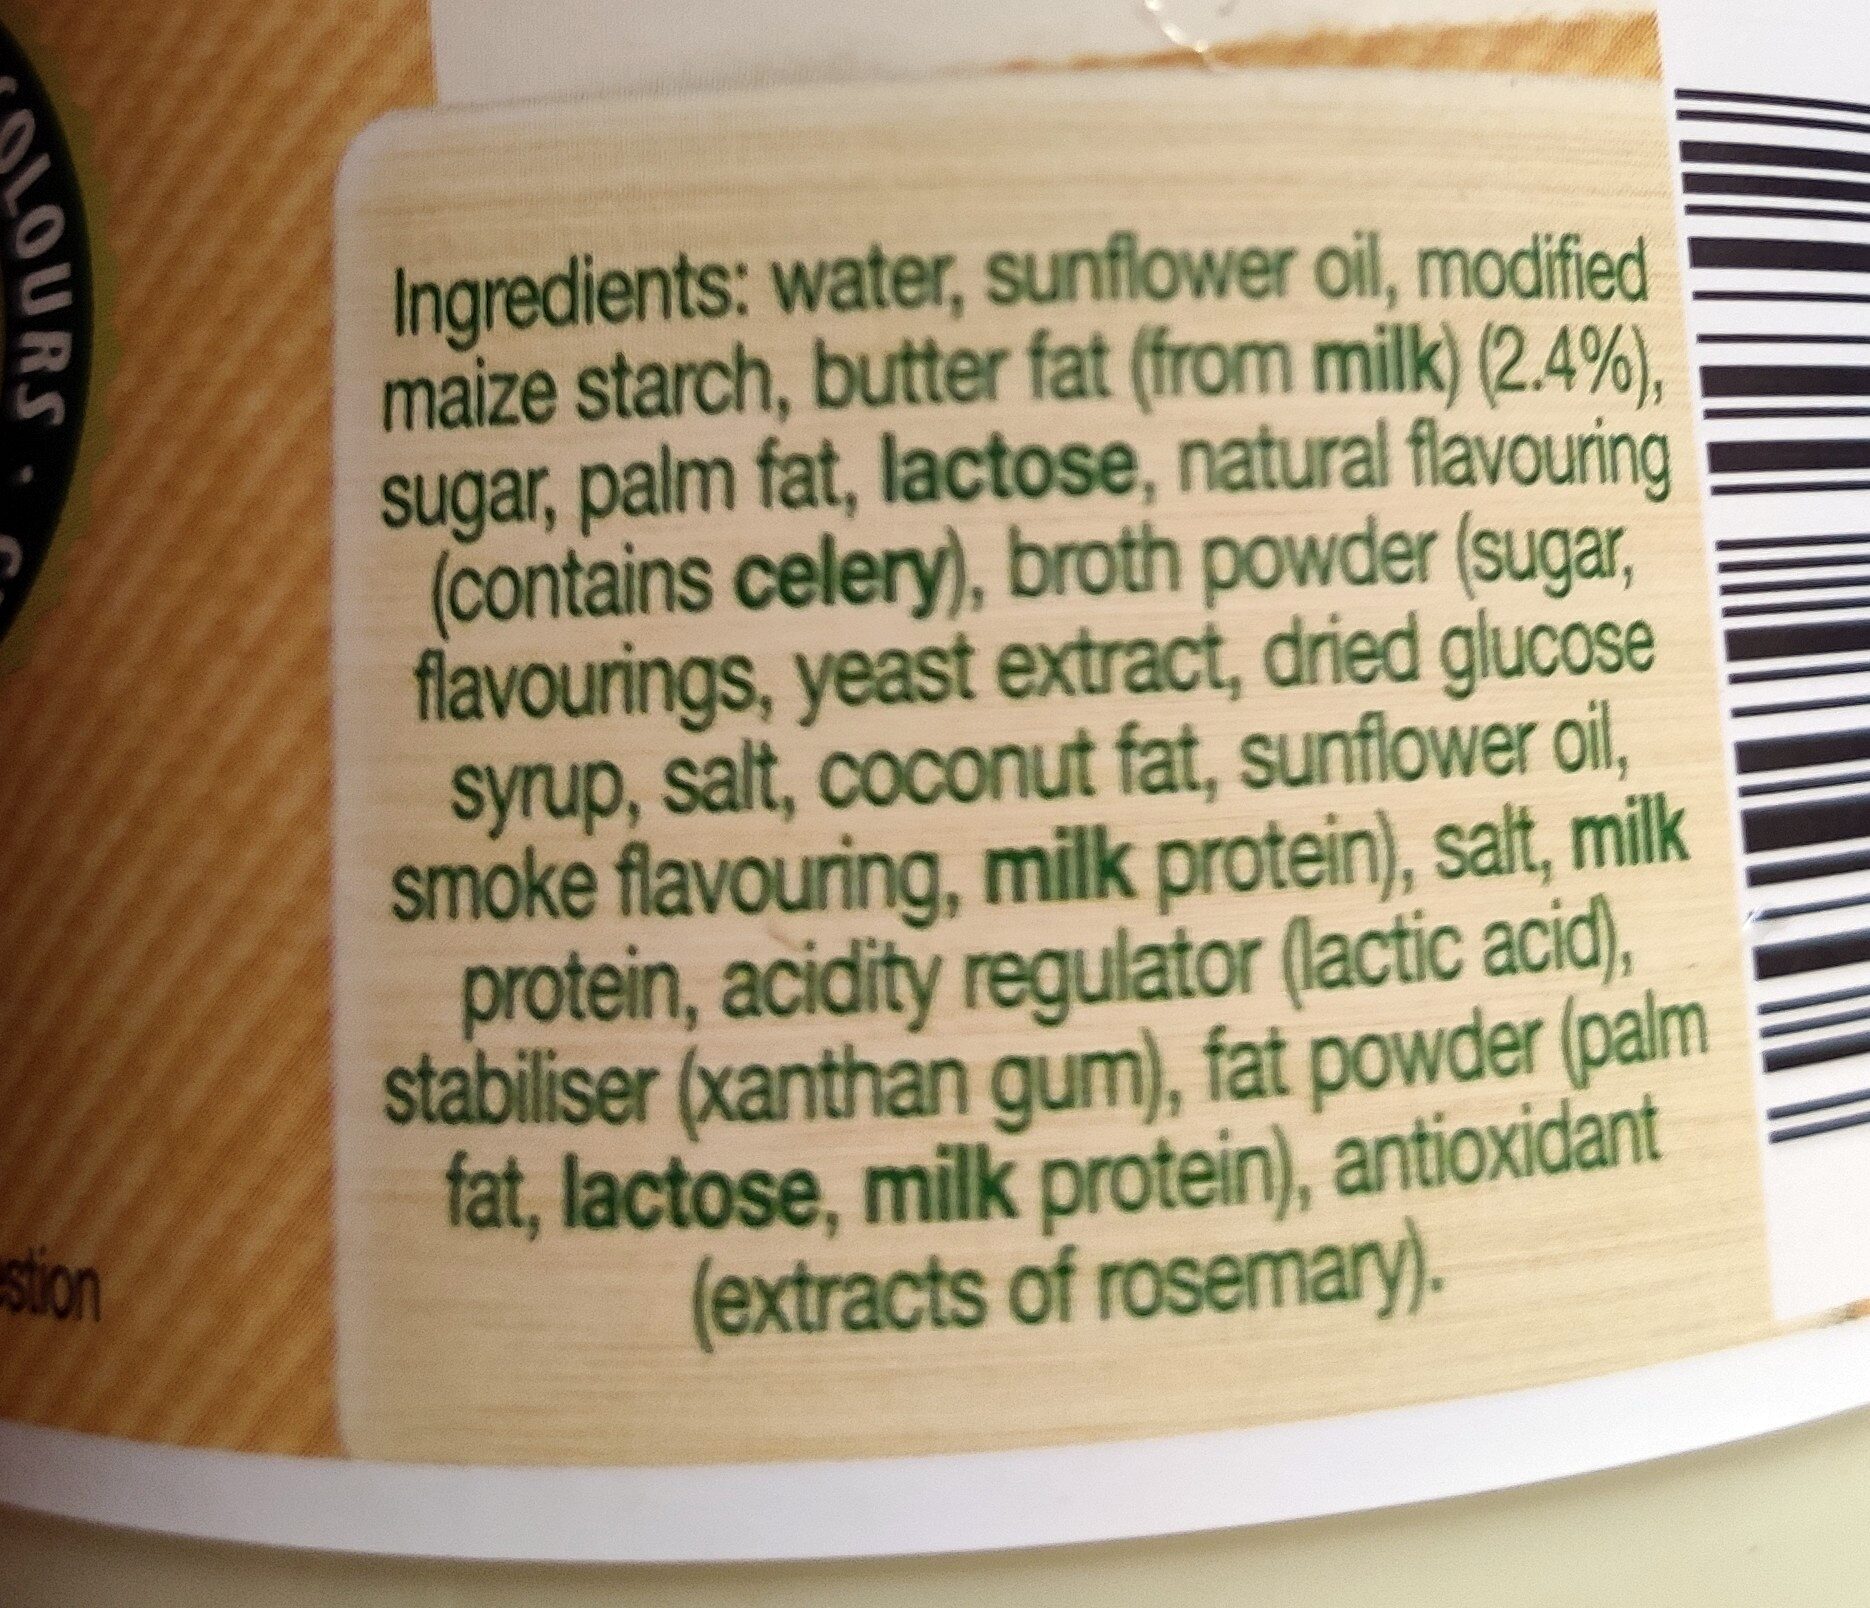 COLOURS ·
Ingredients: water, sunflower oil, modified
maize starch, butter fat (from milk) (2.4%),
sugar, palm fat, lactose, natural flavouring
(contains celery), broth powder (sugar,
flavourings, yeast extract, dried glucose
syrup, salt, coconut fat, sunflower oil,
smoke flavouring, milk protein), salt, milk
protein, acidity regulator (lactic acid),
stabiliser (xanthan gum), fat powder (palm
fat, lactose, milk protein), antioxidant
(extracts of rosemary).